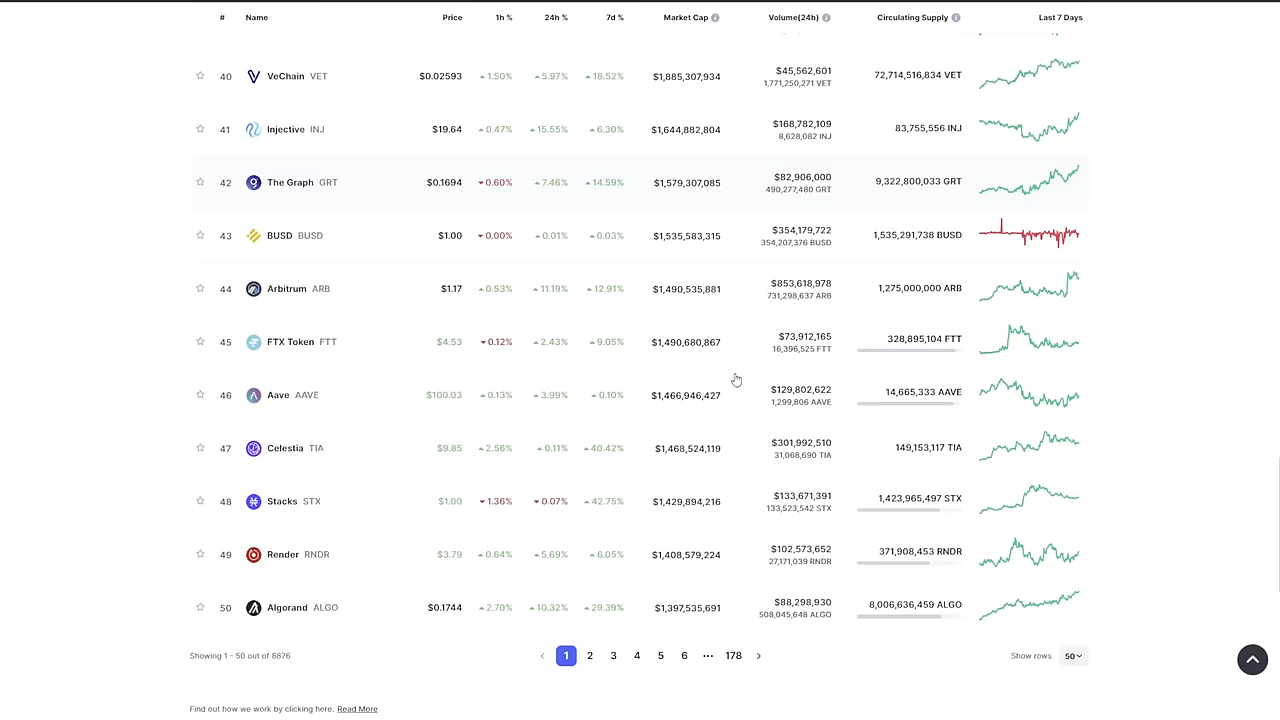 # Name Price 1h % 24h % 7d % Market Cap Volume(24h) Circulating Supply Last 7 Days
40 VeChain VET $0.02593 1.50% 5.97% 18.52% $1,885,307,934 $45,562,601 72,714,516,834 VET
1,771,250,271 VET
41 Injective INJ $19.64 0.47% 15.55% 6.30% $1,644,882,804 $168,782,109 83,755,556 INJ
8,628,082 INJ
42 The Graph GRT $0.1694 0.60% 7.46% 14.59% $1,579,307,085 $82,906,000 9,322,800,033 GRT
490,277,480 GRT
43 BUSD BUSD $1.00 0.00% 0.01% 0.03% $1,535,583,315 $354,179,722 1,535,291,738 BUSD
354,207,376 BUSD
44 Arbitrum ARB $1.17 0.53% 11.19% 12.91% $1,490,535,881 $853,618,978 1,275,000,000 ARB
731,298,637 ARB
45 FTX Token FTT $4.53 0.12% 2.43% 9.05% $1,490,680,867 $73,912,165 328,895,104 FTT
16,396,525 FTT
46 Aave AAVE $100.03 0.13% 3.99% 0.10% $1,466,946,427 $129,802,622 14,665,333 AAVE
1,299,806 AAVE
47 Celestia TIA $9.85 2.56% 0.11% 40.42% $1,468,524,119 $301,992,510 149,153,117 TIA
31,068,690 TIA
48 Stacks STX $1.00 1.36% 0.07% 42.75% $1,429,894,216 $133,671,391 1,423,965,497 STX
133,523,542 STX
49 Render RNDR $3.79 0.64% 5.69% 6.05% $1,408,579,224 $102,573,652 371,908,453 RNDR
27,171,039 RNDR
50 Algorand ALGO $0.1744 2.70% 10.32% 29.39% $1,397,535,691 $88,298,930 8,006,636,459 ALGO
508,045,648 ALGO
Showing 1 - 50 out of 8876 1 2 3 4 5 6 ... 178 Show rows 50
Find out how we work by clicking here. Read More